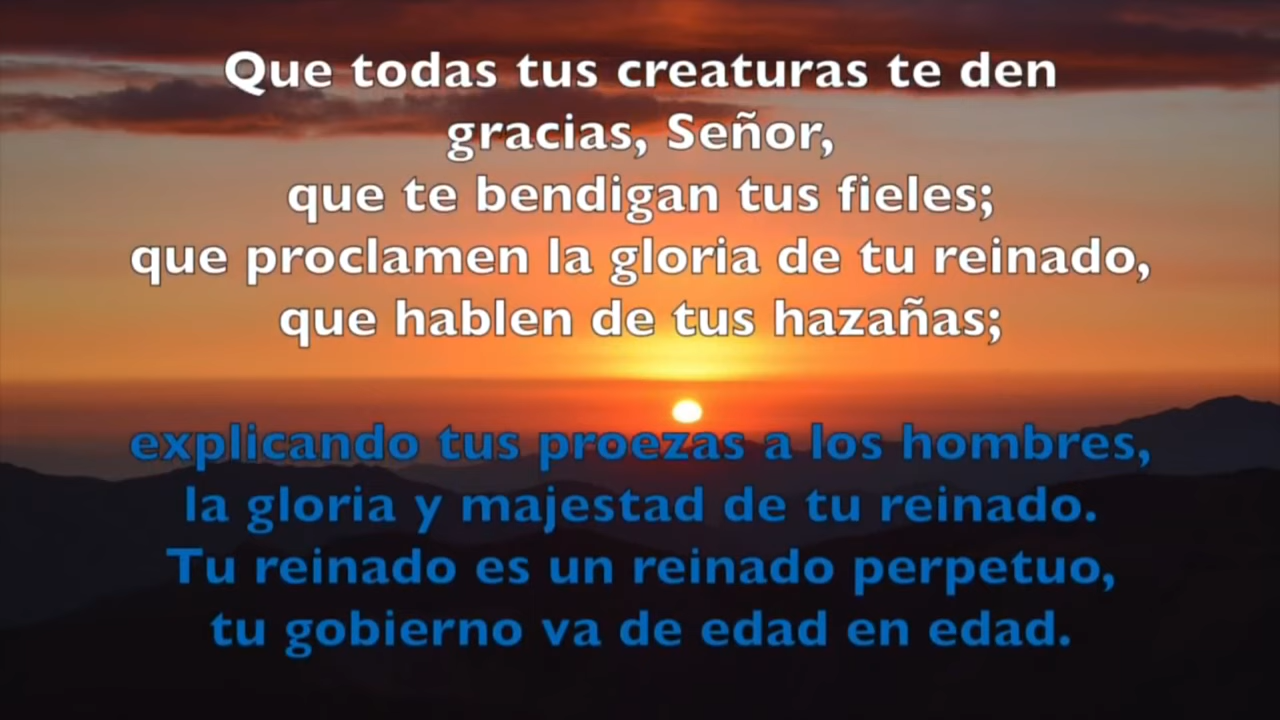 Que todas tus creaturas te den
gracias, Señor,
que te bendigan tus fieles;
que proclamen la gloria de tu reinado,
que hablen de tus hazañas;
explicando tus proezas a los hombres,
la gloria y majestad de tu reinado.
Tu reinado es un reinado perpetuo,
tu gobierno va de edad en edad.